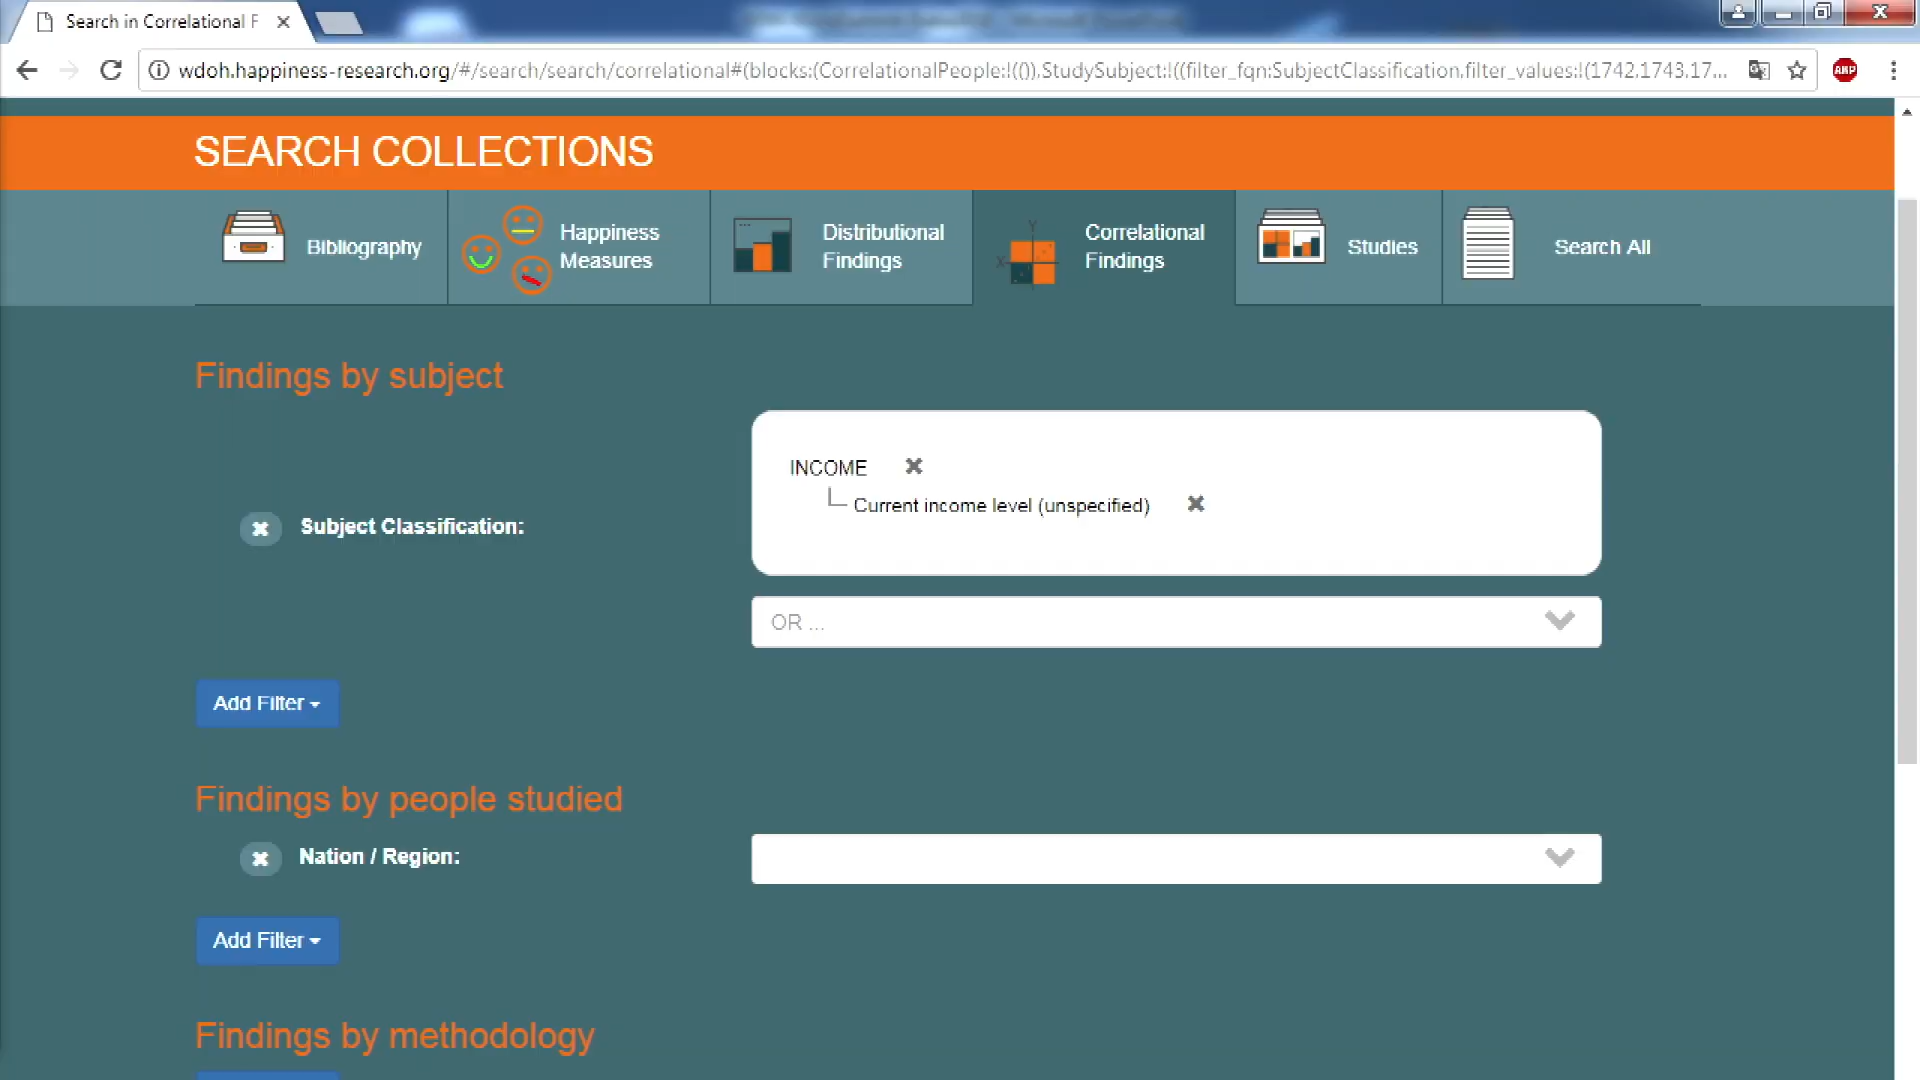 Search in Correlational F
wdoh.happiness-research.org/#/search/search/correlational#(blocks:(CorrelationalPeople:!(()),StudySubject:!((filter_fqn:SubjectClassification,filter_values:!(1742,1743,17...
ABP
SEARCH COLLECTIONS
Bibliography
Happiness
Measures
Distributional
Findings
Y
X
Correlational
Findings
Studies
Search All
Findings by subject
INCOME
Current income level (unspecified)
Subject Classification:
OR ...
Add Filter
Findings by people studied
Nation / Region:
Add Filter
Findings by methodology